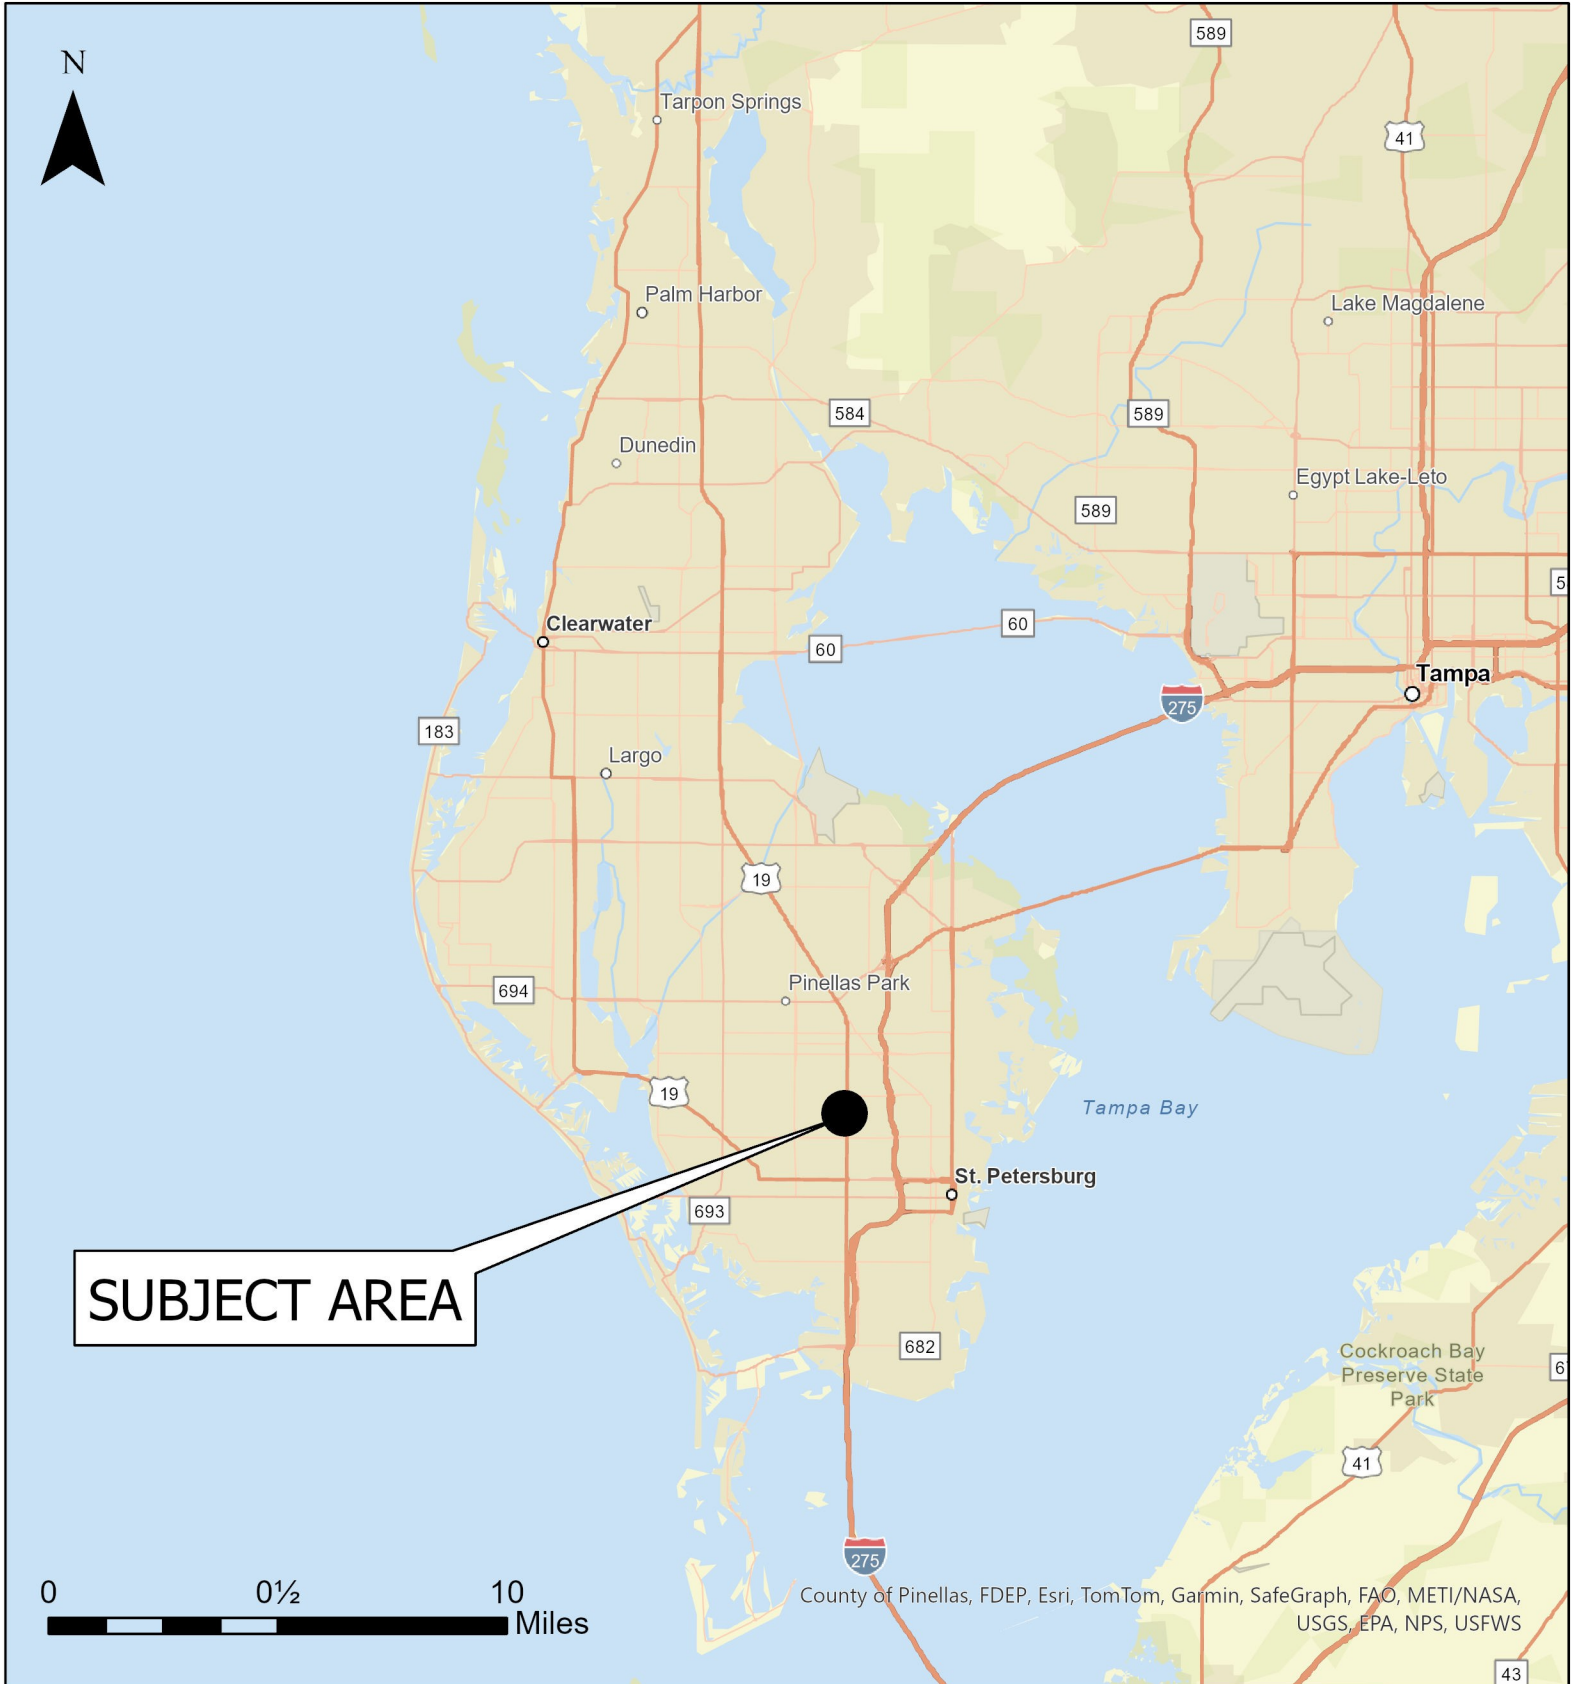 589
N
Tarpon Springs
41
Palm Harbor
Lake Magdalene
584
589
Dunedin
Egypt Lake-Leto
589
5
Clearwater
60
60
Tampa
275
183
Largo
19
Pinellas Park
694
19
Tampa Bay
St. Petersburg
693
SUBJECT AREA
682
Cockroach Bay
Preserve State
Park
67
41
275
0 0½ 10
Miles
County of Pinellas, FDEP, Esri, TomTom, Garmin, SafeGraph, FAO, METI/NASA,
USGS, EPA, NPS, USFWS
43